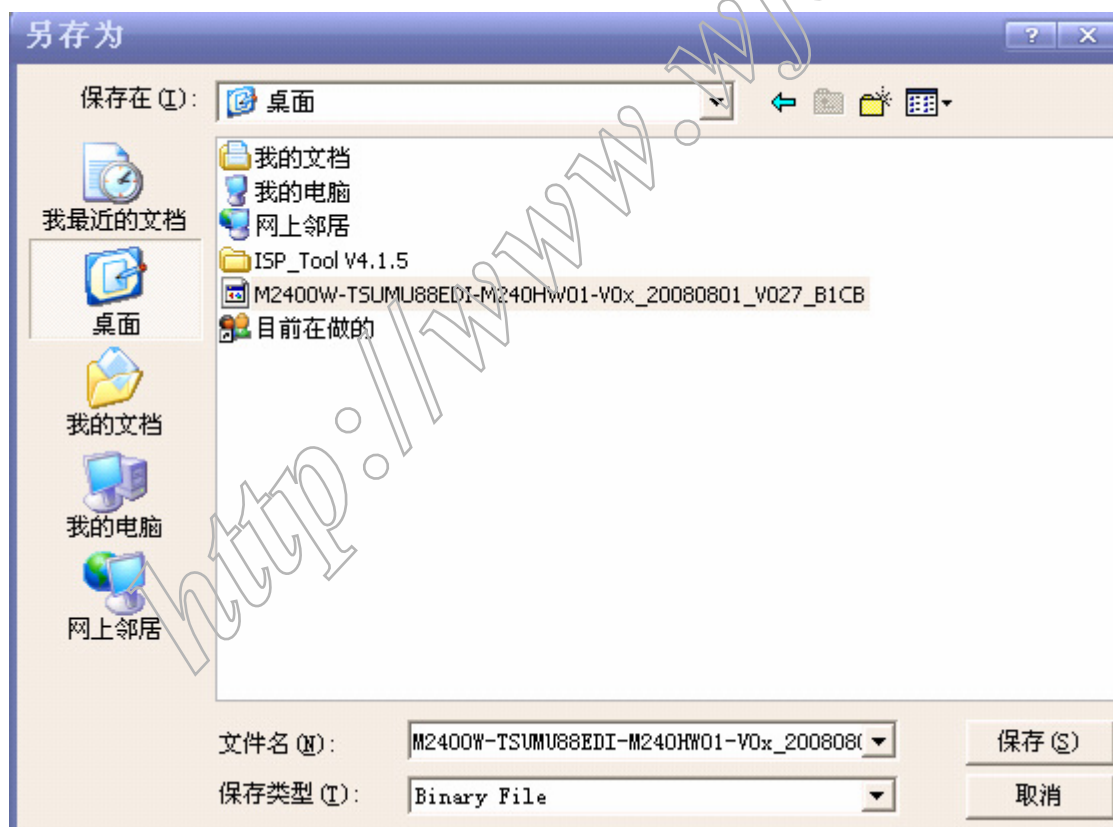 另存为
保存在(I):
桌面
我最近的文档
桌面
我的文档
我的电脑
网上邻居
我的文档
我的电脑
网上邻居
ISP_Tool V4.1.5
M2400W-TSUMU88EDI-M240HW01-V0x_20080801_V027_B1CB
目前在做的
文件名(N):
M2400W-TSUMU88EDI-M240HW01-V0x_200808
保存(S)
保存类型(T):
Binary File
取消
http://www.wjs